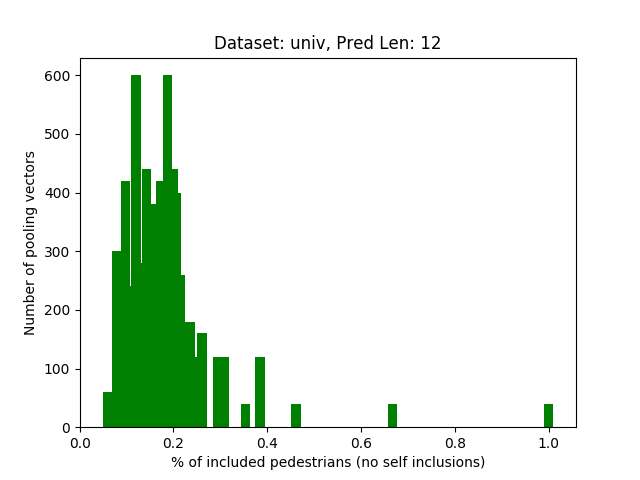 Dataset: univ, Pred Len: 12
Number of pooling vectors
600
500
400
300
200
100
0
0.0 0.2 0.4 0.6 0.8 1.0
% of included pedestrians (no self inclusions)